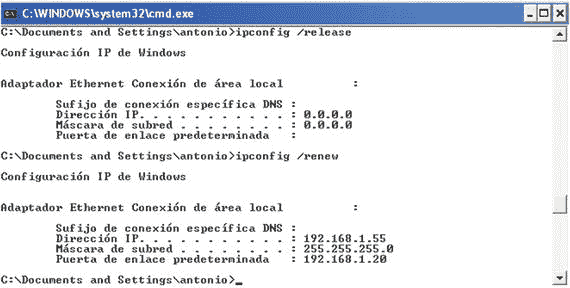 C:\WINDOWS\system32\cmd.exe
C:\Documents and Settings\antonio>ipconfig /release
Configuración IP de Windows
Adaptador Ethernet Conexión de área local          :
        Sufijo de conexión específica DNS :
        Dirección IP. . . . . . . . . . . : 0.0.0.0
        Máscara de subred . . . . . . . . : 0.0.0.0
        Puerta de enlace predeterminada   :
C:\Documents and Settings\antonio>ipconfig /renew
Configuración IP de Windows
Adaptador Ethernet Conexión de área local          :
        Sufijo de conexión específica DNS :
        Dirección IP. . . . . . . . . . . : 192.168.1.55
        Máscara de subred . . . . . . . . : 255.255.255.0
        Puerta de enlace predeterminada   : 192.168.1.20
C:\Documents and Settings\antonio>_